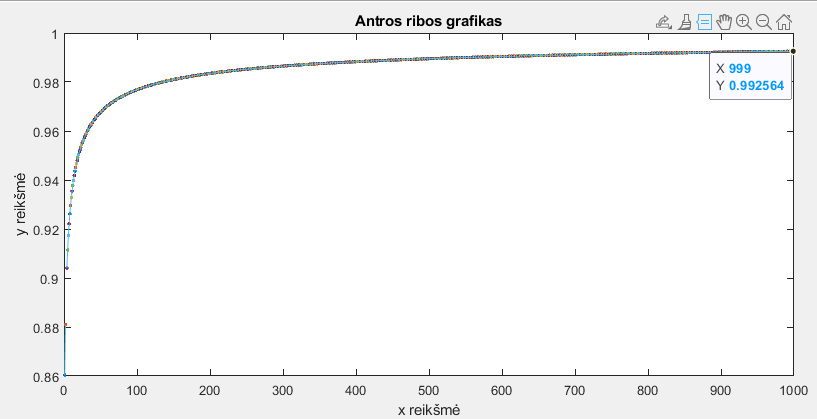 Antros ribos grafikas
1
0.98
0.96
0.94
0.92
0.9
0.88
0.86
y reikšmė
X 999
Y 0.992564
0 100 200 300 400 500 600 700 800 900 1000
x reikšmė